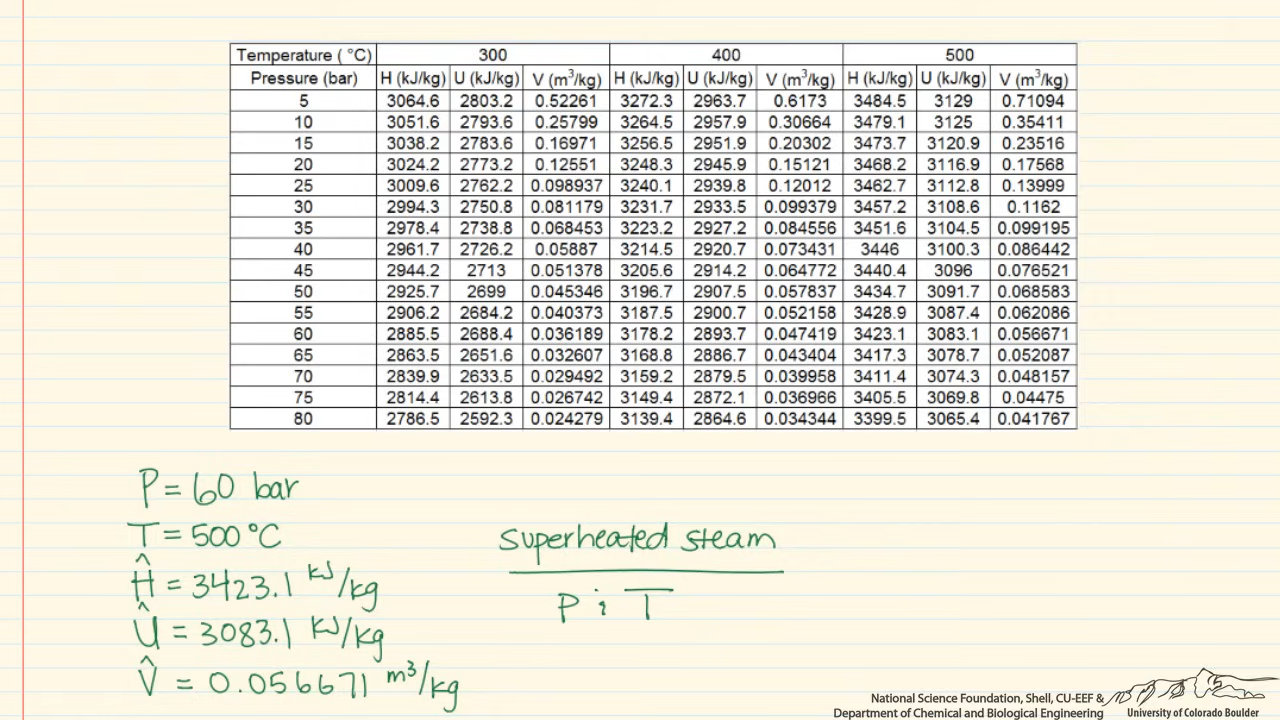 Temperature ( °C) 300 400 500
Pressure (bar) H (kJ/kg) U (kJ/kg) V (m³/kg) H (kJ/kg) U (kJ/kg) V (m³/kg) H (kJ/kg) U (kJ/kg) V (m³/kg)
5 3064.6 2803.2 0.52261 3272.3 2963.7 0.6173 3484.5 3129 0.71094
10 3051.6 2793.6 0.25799 3264.5 2957.9 0.30664 3479.1 3125 0.35411
15 3038.2 2783.6 0.16971 3256.5 2951.9 0.20302 3473.7 3120.9 0.23516
20 3024.2 2773.2 0.12551 3248.3 2945.9 0.15121 3468.2 3116.9 0.17568
25 3009.6 2762.2 0.098937 3240.1 2939.8 0.12012 3462.7 3112.8 0.13999
30 2994.3 2750.8 0.081179 3231.7 2933.5 0.099379 3457.2 3108.6 0.1162
35 2978.4 2738.8 0.068453 3223.2 2927.2 0.084556 3451.6 3104.5 0.099195
40 2961.7 2726.2 0.05887 3214.5 2920.7 0.073431 3446 3100.3 0.086442
45 2944.2 2713 0.051378 3205.6 2914.2 0.064772 3440.4 3096 0.076521
50 2925.7 2699 0.045346 3196.7 2907.5 0.057837 3434.7 3091.7 0.068583
55 2906.2 2684.2 0.040373 3187.5 2900.7 0.052158 3428.9 3087.4 0.062086
60 2885.5 2688.4 0.036189 3178.2 2893.7 0.047419 3423.1 3083.1 0.056671
65 2863.5 2651.6 0.032607 3168.8 2886.7 0.043404 3417.3 3078.7 0.052087
70 2839.9 2633.5 0.029492 3159.2 2879.5 0.039958 3411.4 3074.3 0.048157
75 2814.4 2613.8 0.026742 3149.4 2872.1 0.036966 3405.5 3069.8 0.04475
80 2786.5 2592.3 0.024279 3139.4 2864.6 0.034344 3399.5 3065.4 0.041767
P = 60 bar
T = 500 °C
Ĥ = 3423.1 kJ/kg
Û = 3083.1 kJ/kg
V̂ = 0.056671 m³/kg
superheated steam
P i T
National Science Foundation, Shell, CU-EEF &
Department of Chemical and Biological Engineering
University of Colorado Boulder